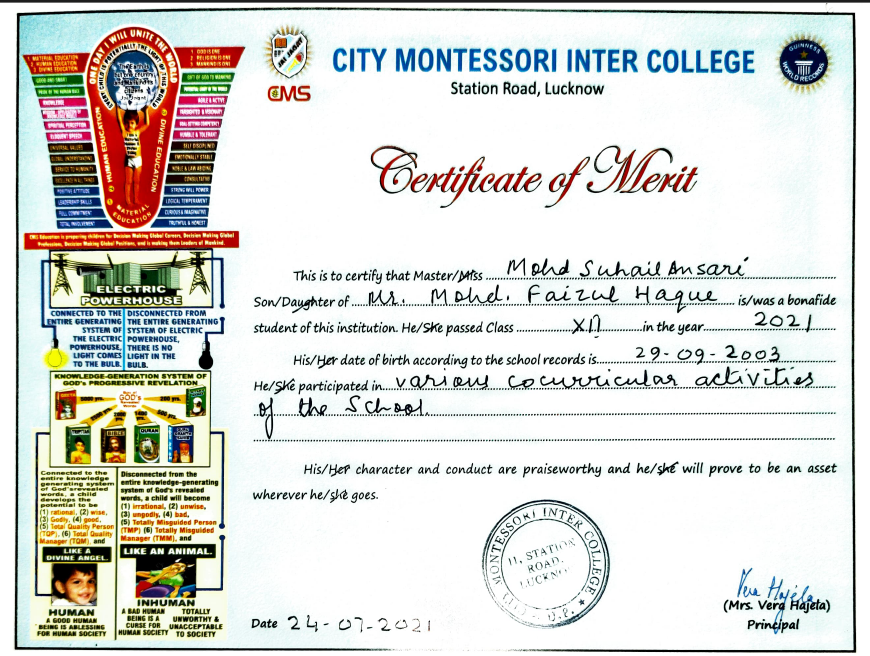 ONE DAY I WILL UNITE THE WORLD
EVERY CHILD IS POTENTIALLY THE LIGHT OF THE WORLD
1 MATERIAL EDUCATION
2 HUMAN EDUCATION
3 DIVINE EDUCATION
1 GOD IS ONE
2 RELIGION IS ONE
3 MANKIND IS ONE
GOOD AND SMART
GIFT OF GOD TO MANKIND
PRIDE OF THE HUMAN RACE
KNOWLEDGE
NOBLE & ACTIVE
SPIRITUAL PERCEPTION
ELOQUENT SPEECH
HUMBLE & TOLERANT
UNIVERSAL VALUES
SELF DISCIPLINED
GLOBAL UNDERSTANDING
EMOTIONALLY STABLE
SERVICE TO HUMANITY
NOBLE & LAW ABIDING
EXCELLENCE IN ALL THINGS
CONSULTATIVE
POSITIVE ATTITUDE
STRONG WILL POWER
LEADERSHIP SKILLS
LOGICAL TEMPERAMENT
FULL COMMITMENT
CURIOUS & IMAGINATIVE
TOTAL INVOLVEMENT
TRUTHFUL & HONEST
HUMAN EDUCATION
DIVINE EDUCATION
MATERIAL EDUCATION
CMS Education is preparing children for Decision Making Global Careers, Decision Making Global
Professions, Decision Making Global Positions, and is making them Leaders of Mankind.
ELECTRIC
POWERHOUSE
CONNECTED TO THE
ENTIRE GENERATING
SYSTEM OF
THE ELECTRIC
POWERHOUSE,
LIGHT COMES
TO THE BULB.
DISCONNECTED FROM
THE ENTIRE GENERATING
SYSTEM OF ELECTRIC
POWERHOUSE,
THERE IS NO
LIGHT IN THE
BULB.
KNOWLEDGE-GENERATION SYSTEM OF
GOD's PROGRESSIVE REVELATION
BIBLE
QURAN
Connected to the
entire knowledge
generating system
of God'srevealed
words, a child
develops the
potential to be
(1) rational, (2) wise,
(3) Godly, (4) good,
(5) Total Quality Person
(TQP), (6) Total Quality
Manager (TQM), and
LIKE A
DIVINE ANGEL.
HUMAN
A GOOD HUMAN
BEING IS ABLESSING
FOR HUMAN SOCIETY
Disconnected from the
entire knowledge-generating
system of God's revealed
words, a child will become
(1) irrational, (2) unwise,
(3) ungodly, (4) bad,
(5) Totally Misguided Person
(TMP) (6) Totally Misguided
Manager (TMM), and
LIKE AN ANIMAL.
INHUMAN
A BAD HUMAN
BEING IS A
CURSE FOR
HUMAN SOCIETY
TOTALLY
UNWORTHY &
UNACCEPTABLE
TO SOCIETY
CMS
CITY MONTESSORI INTER COLLEGE
Station Road, Lucknow
GUINNESS
WORLD RECORDS
Certificate of Merit
This is to certify that Master/Miss Mohd Suhail Ansari
Son/Daughter of Mr. Mohd. Faizul Haque is/was a bonafide
student of this institution. He/She passed Class XII in the year 2021
His/Her date of birth according to the school records is 29-09-2003
He/She participated in various cocurricular activities
of the School.
His/Her character and conduct are praiseworthy and he/she will prove to be an asset
wherever he/she goes.
CITY MONTESSORI INTER COLLEGE
11, STATION
ROAD,
LUCKNOW
U.P.
Vera Hajela
(Mrs. Vera Hajela)
Principal
Date 24-07-2021